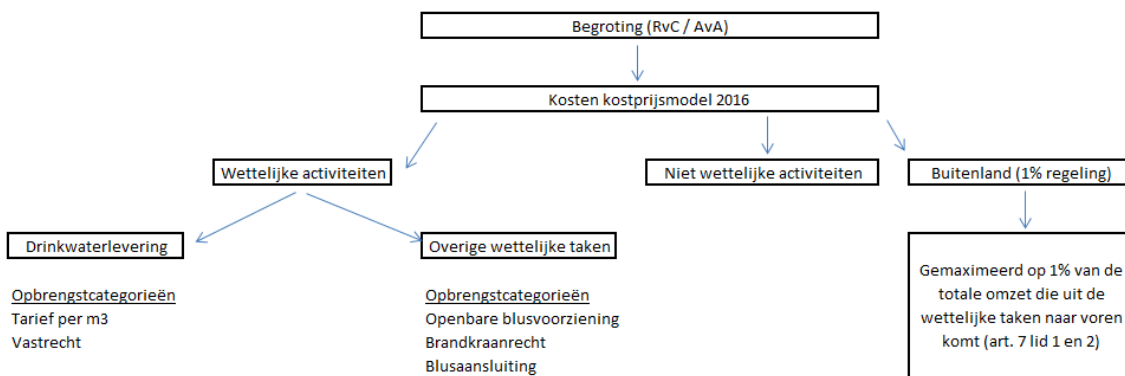 Begroting (RvC / AvA)
Kosten kostprijsmodel 2016
Wettelijke activiteiten
Niet wettelijke activiteiten
Buitenland (1% regeling)
Drinkwaterlevering
Overige wettelijke taken
Opbrengstcategorieën
Tarief per m3
Vastrecht
Opbrengstcategorieën
Openbare blusvoorziening
Brandkraanrecht
Blusaansluiting
Gemaximeerd op 1% van de
totale omzet die uit de
wettelijke taken naar voren
komt (art. 7 lid 1 en 2)